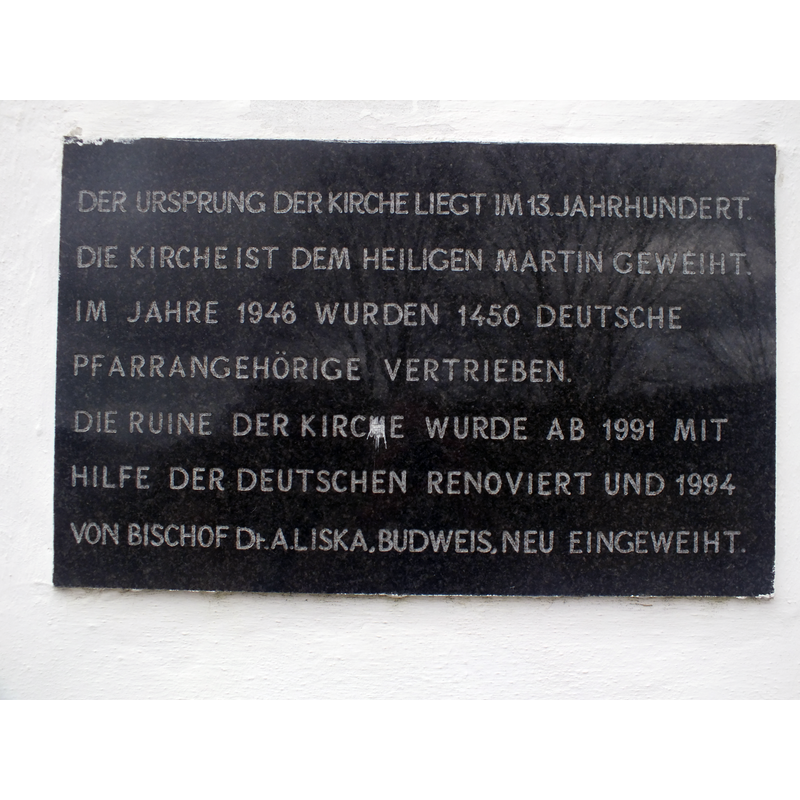 DER URSPRUNG DER KIRCHE LIEGT IM 13. JAHRHUNDERT.
DIE KIRCHE IST DEM HEILIGEN MARTIN GEWEIHT.
IM JAHRE 1946 WURDEN 1450 DEUTSCHE
PFARRANGEHÖRIGE VERTRIEBEN.
DIE RUINE DER KIRCHE WURDE AB 1991 MIT
HILFE DER DEUTSCHEN RENOVIERT UND 1994
VON BISCHOF Dr. A. LISKA, BUDWEIS, NEU EINGEWEIHT.